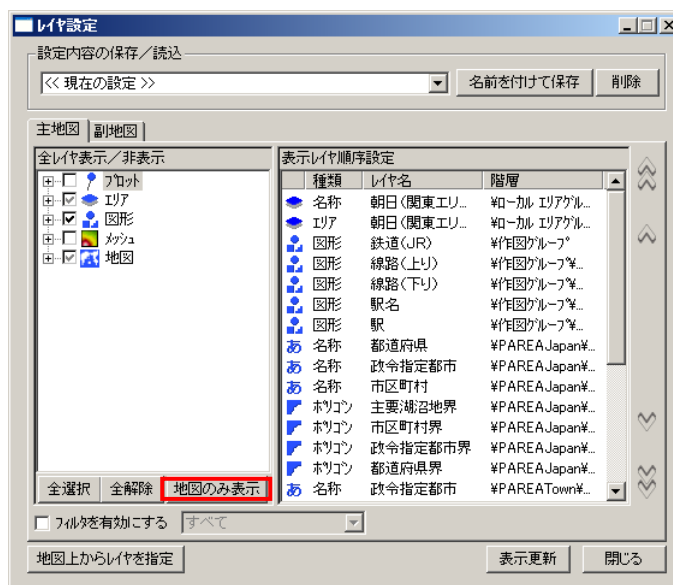 レイヤ設定
設定内容の保存／読込
<< 現在の設定 >>
名前を付けて保存
削除
主地図
副地図
全レイヤ表示／非表示
プロット
エリア
図形
メッシュ
地図
全選択
全解除
地図のみ表示
表示レイヤ順序設定
種類 レイヤ名 階層
名称 朝日(関東エリ... ¥ローカル エリアグル...
エリア 朝日(関東エリ... ¥ローカル エリアグル...
図形 鉄道(JR) ¥作図グループ
図形 線路(上り) ¥作図グループ¥...
図形 線路(下り) ¥作図グループ¥...
図形 駅名 ¥作図グループ¥...
図形 駅 ¥作図グループ¥...
あ 名称 都道府県 ¥PAREAJapan¥...
あ 名称 政令指定都市 ¥PAREAJapan¥...
あ 名称 市区町村 ¥PAREAJapan¥...
ポリゴン 主要湖沼地界 ¥PAREAJapan¥...
ポリゴン 市区町村界 ¥PAREAJapan¥...
ポリゴン 政令指定都市界 ¥PAREAJapan¥...
ポリゴン 都道府県界 ¥PAREAJapan¥...
あ 名称 政令指定都市 ¥PAREATown¥...
フィルタを有効にする
すべて
地図上からレイヤを指定
表示更新
閉じる